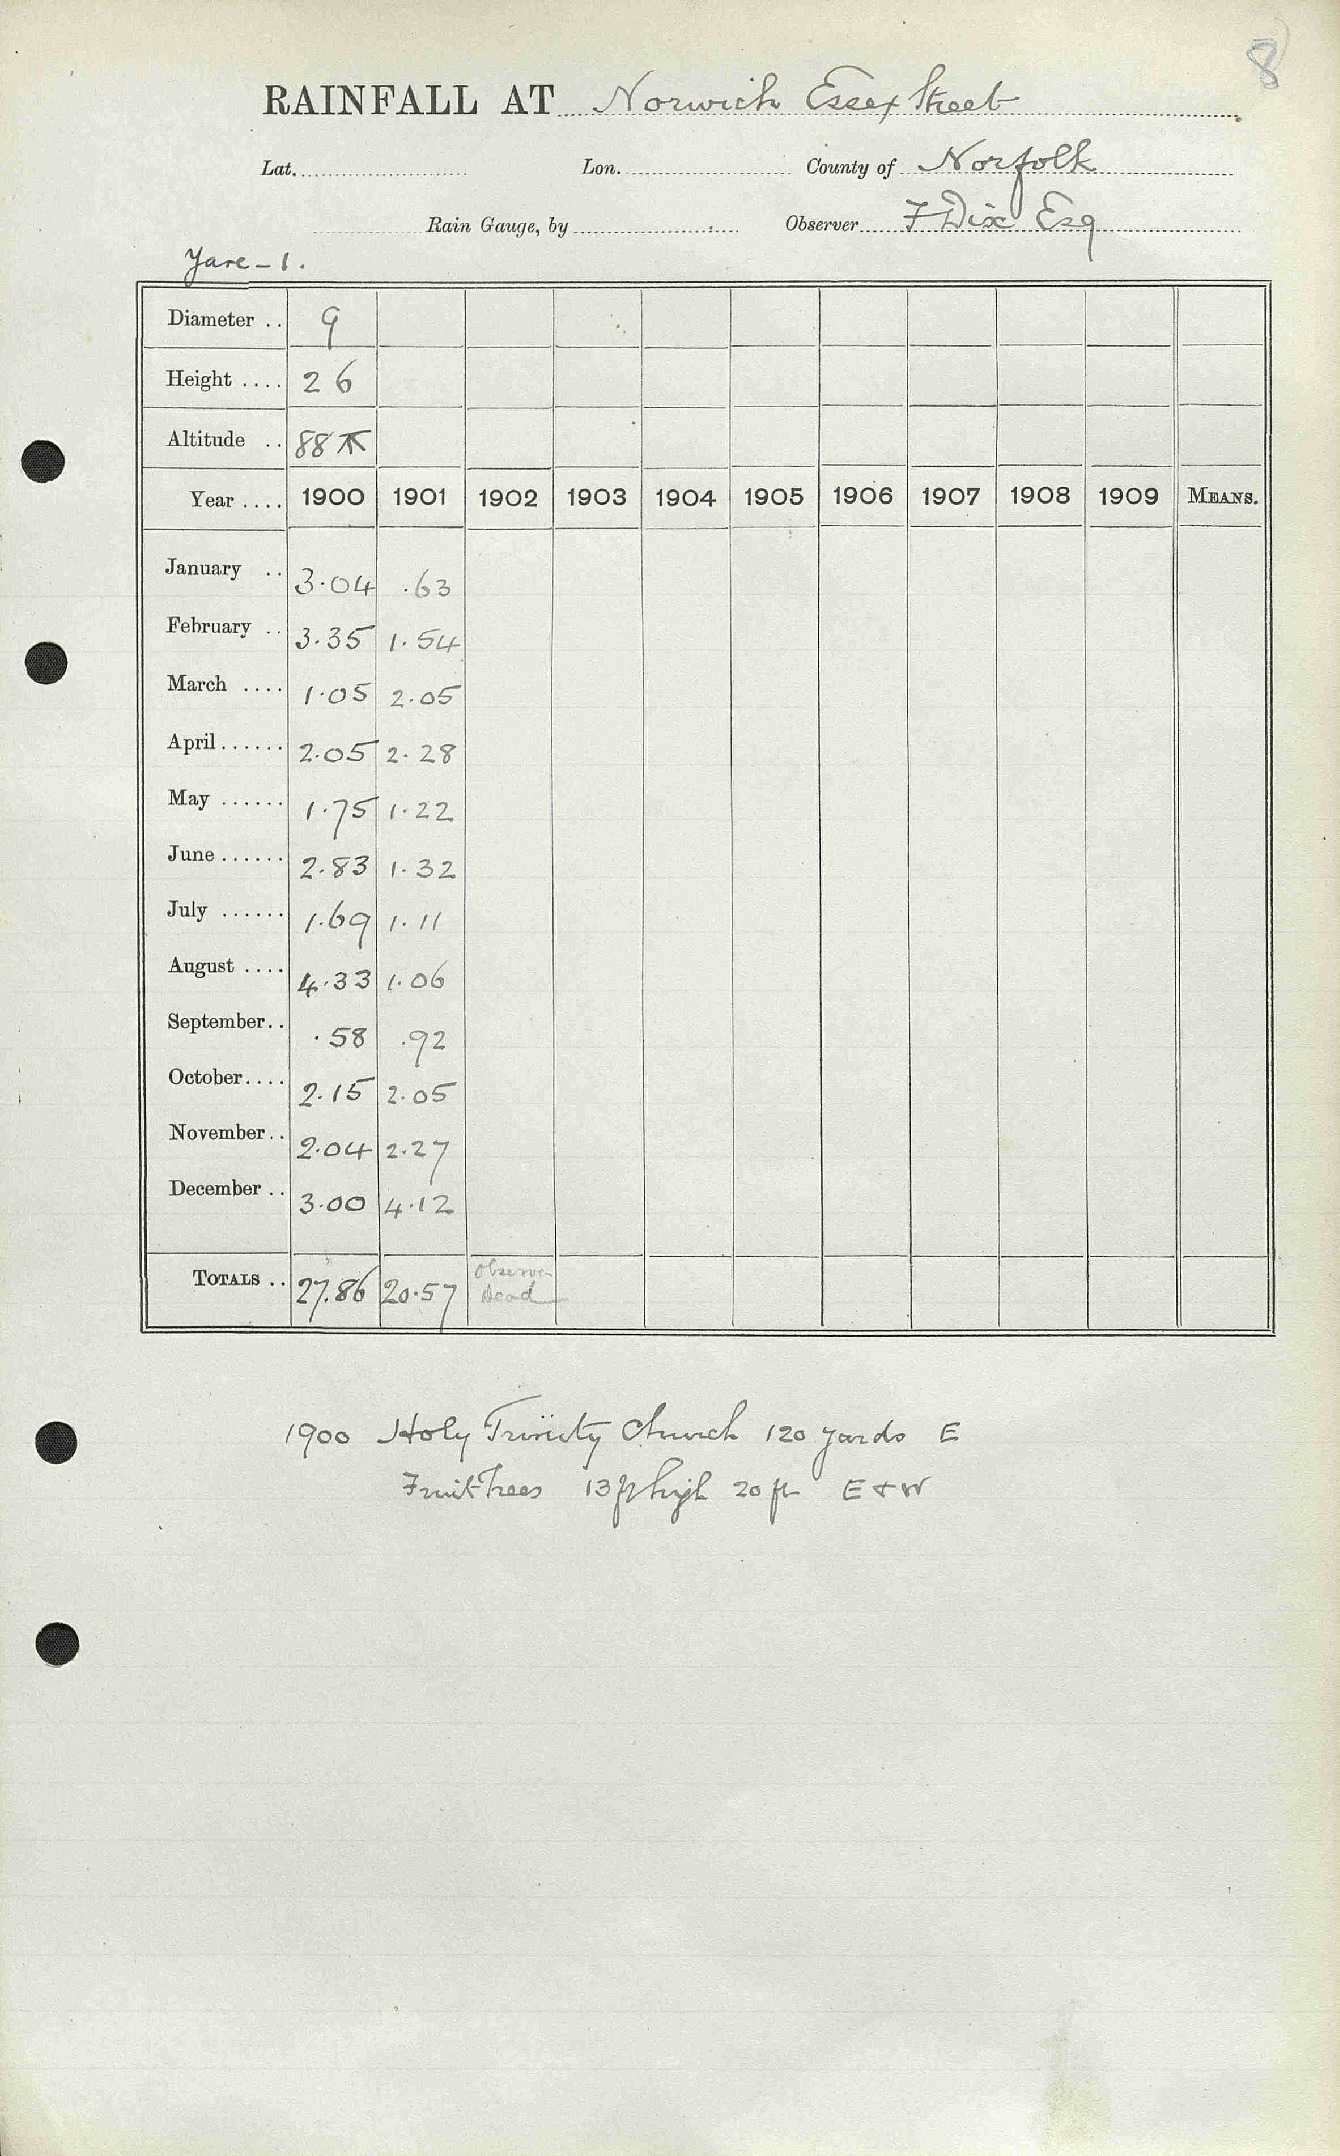 8
RAINFALL AT Norwich Essex Street
Lat. Lon. County of Norfolk
Rain Gauge, by Observer F Dix Esq
Yare - 1.
Diameter .. 9
Height .... 26
Altitude .. 88
Year .... 1900 1901 1902 1903 1904 1905 1906 1907 1908 1909 MEANS.
January .. 3.04 .63
February .. 3.35 1.54
March .... 1.05 2.05
April ...... 2.05 2.28
May ...... 1.75 1.22
June ...... 2.83 1.32
July ...... 1.69 1.11
August .... 4.33 1.06
September .. .58 .92
October .... 2.15 2.05
November .. 2.04 2.27
December .. 3.00 4.12
TOTALS .. 27.86 20.57 Observer
Dead
1900 Holy Trinity Church 120 yards E
Fruit Trees 13 ft high 20 ft E & W